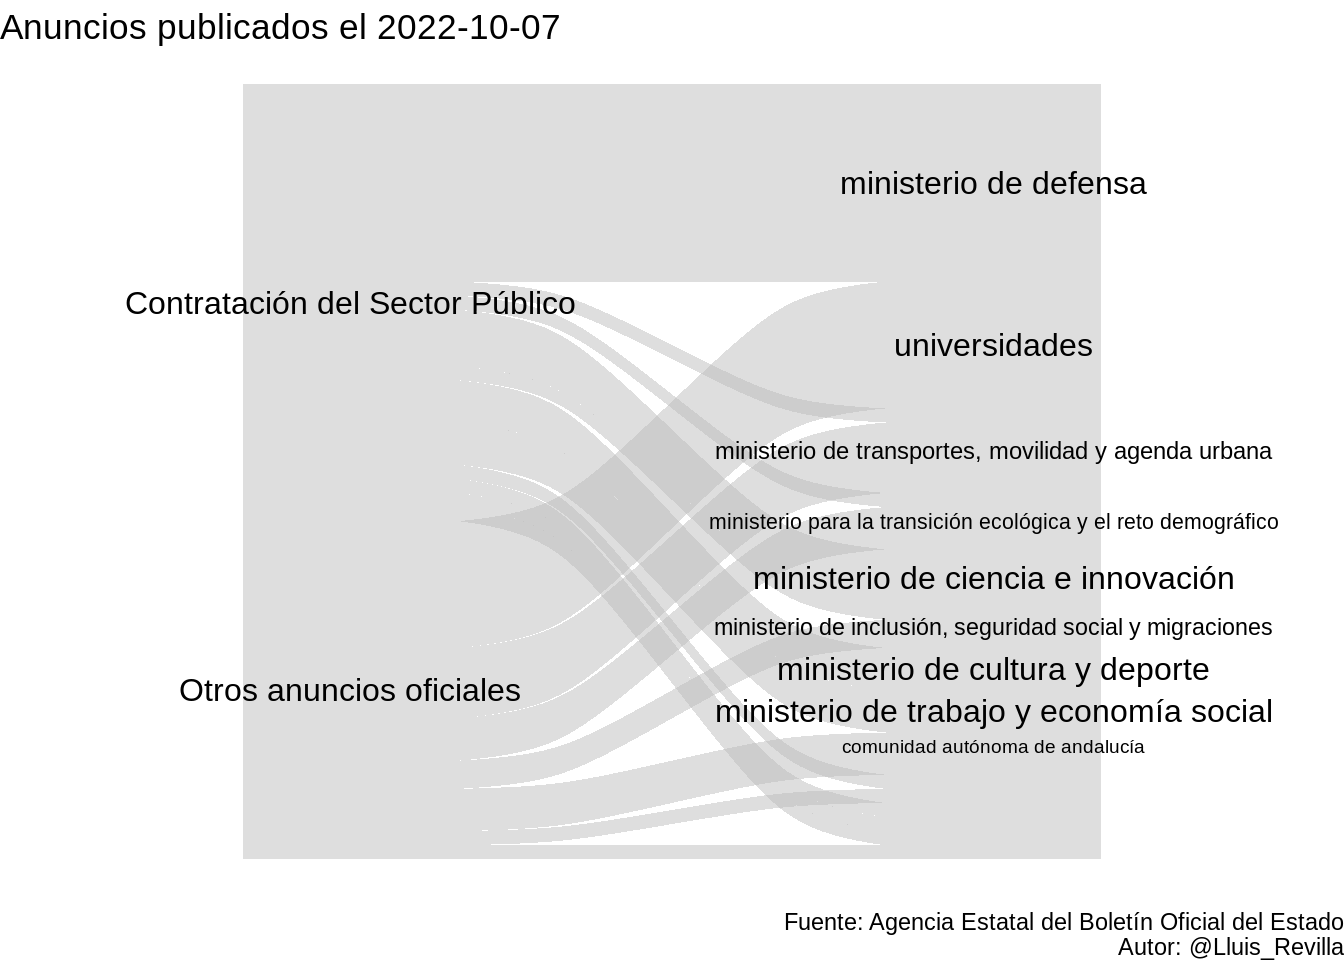 Anuncios publicados el 2022-10-07
ministerio de defensa
Contratación del Sector Público
universidades
ministerio de transportes, movilidad y agenda urbana
ministerio para la transición ecológica y el reto demográfico
ministerio de ciencia e innovación
ministerio de inclusión, seguridad social y migraciones
ministerio de cultura y deporte
Otros anuncios oficiales
ministerio de trabajo y economía social
comunidad autónoma de andalucía
Fuente: Agencia Estatal del Boletín Oficial del Estado
Autor: @Lluis_Revilla